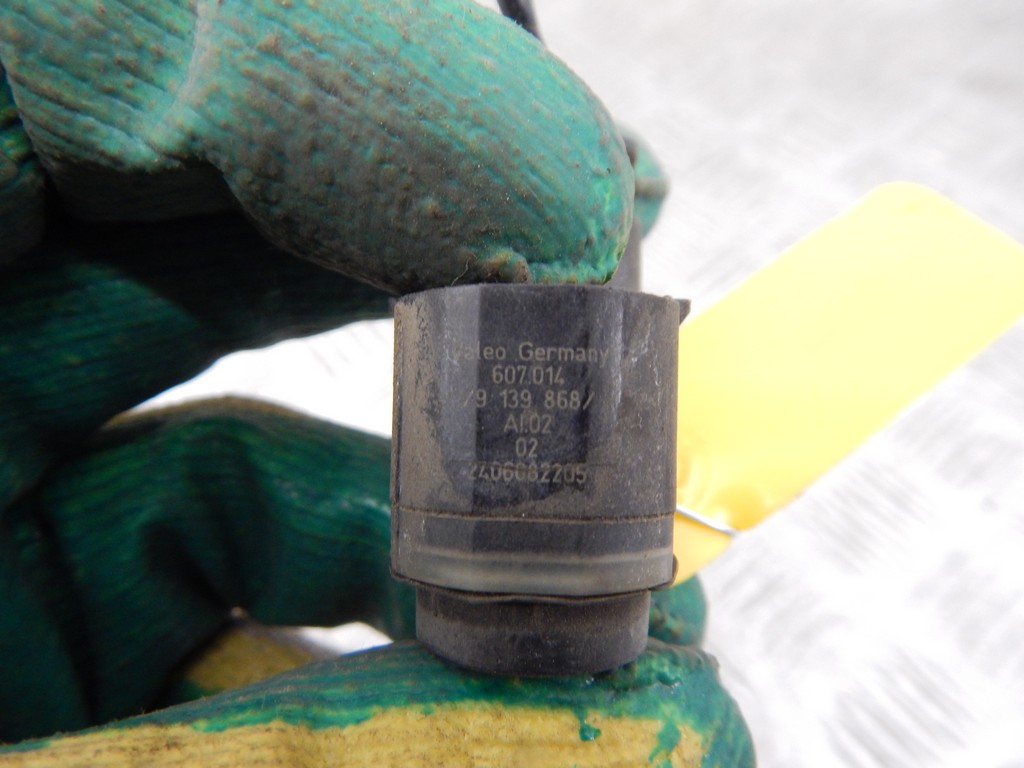 Valeo Germany
607.014
/9 139 868/
AI.02
02
2406082205